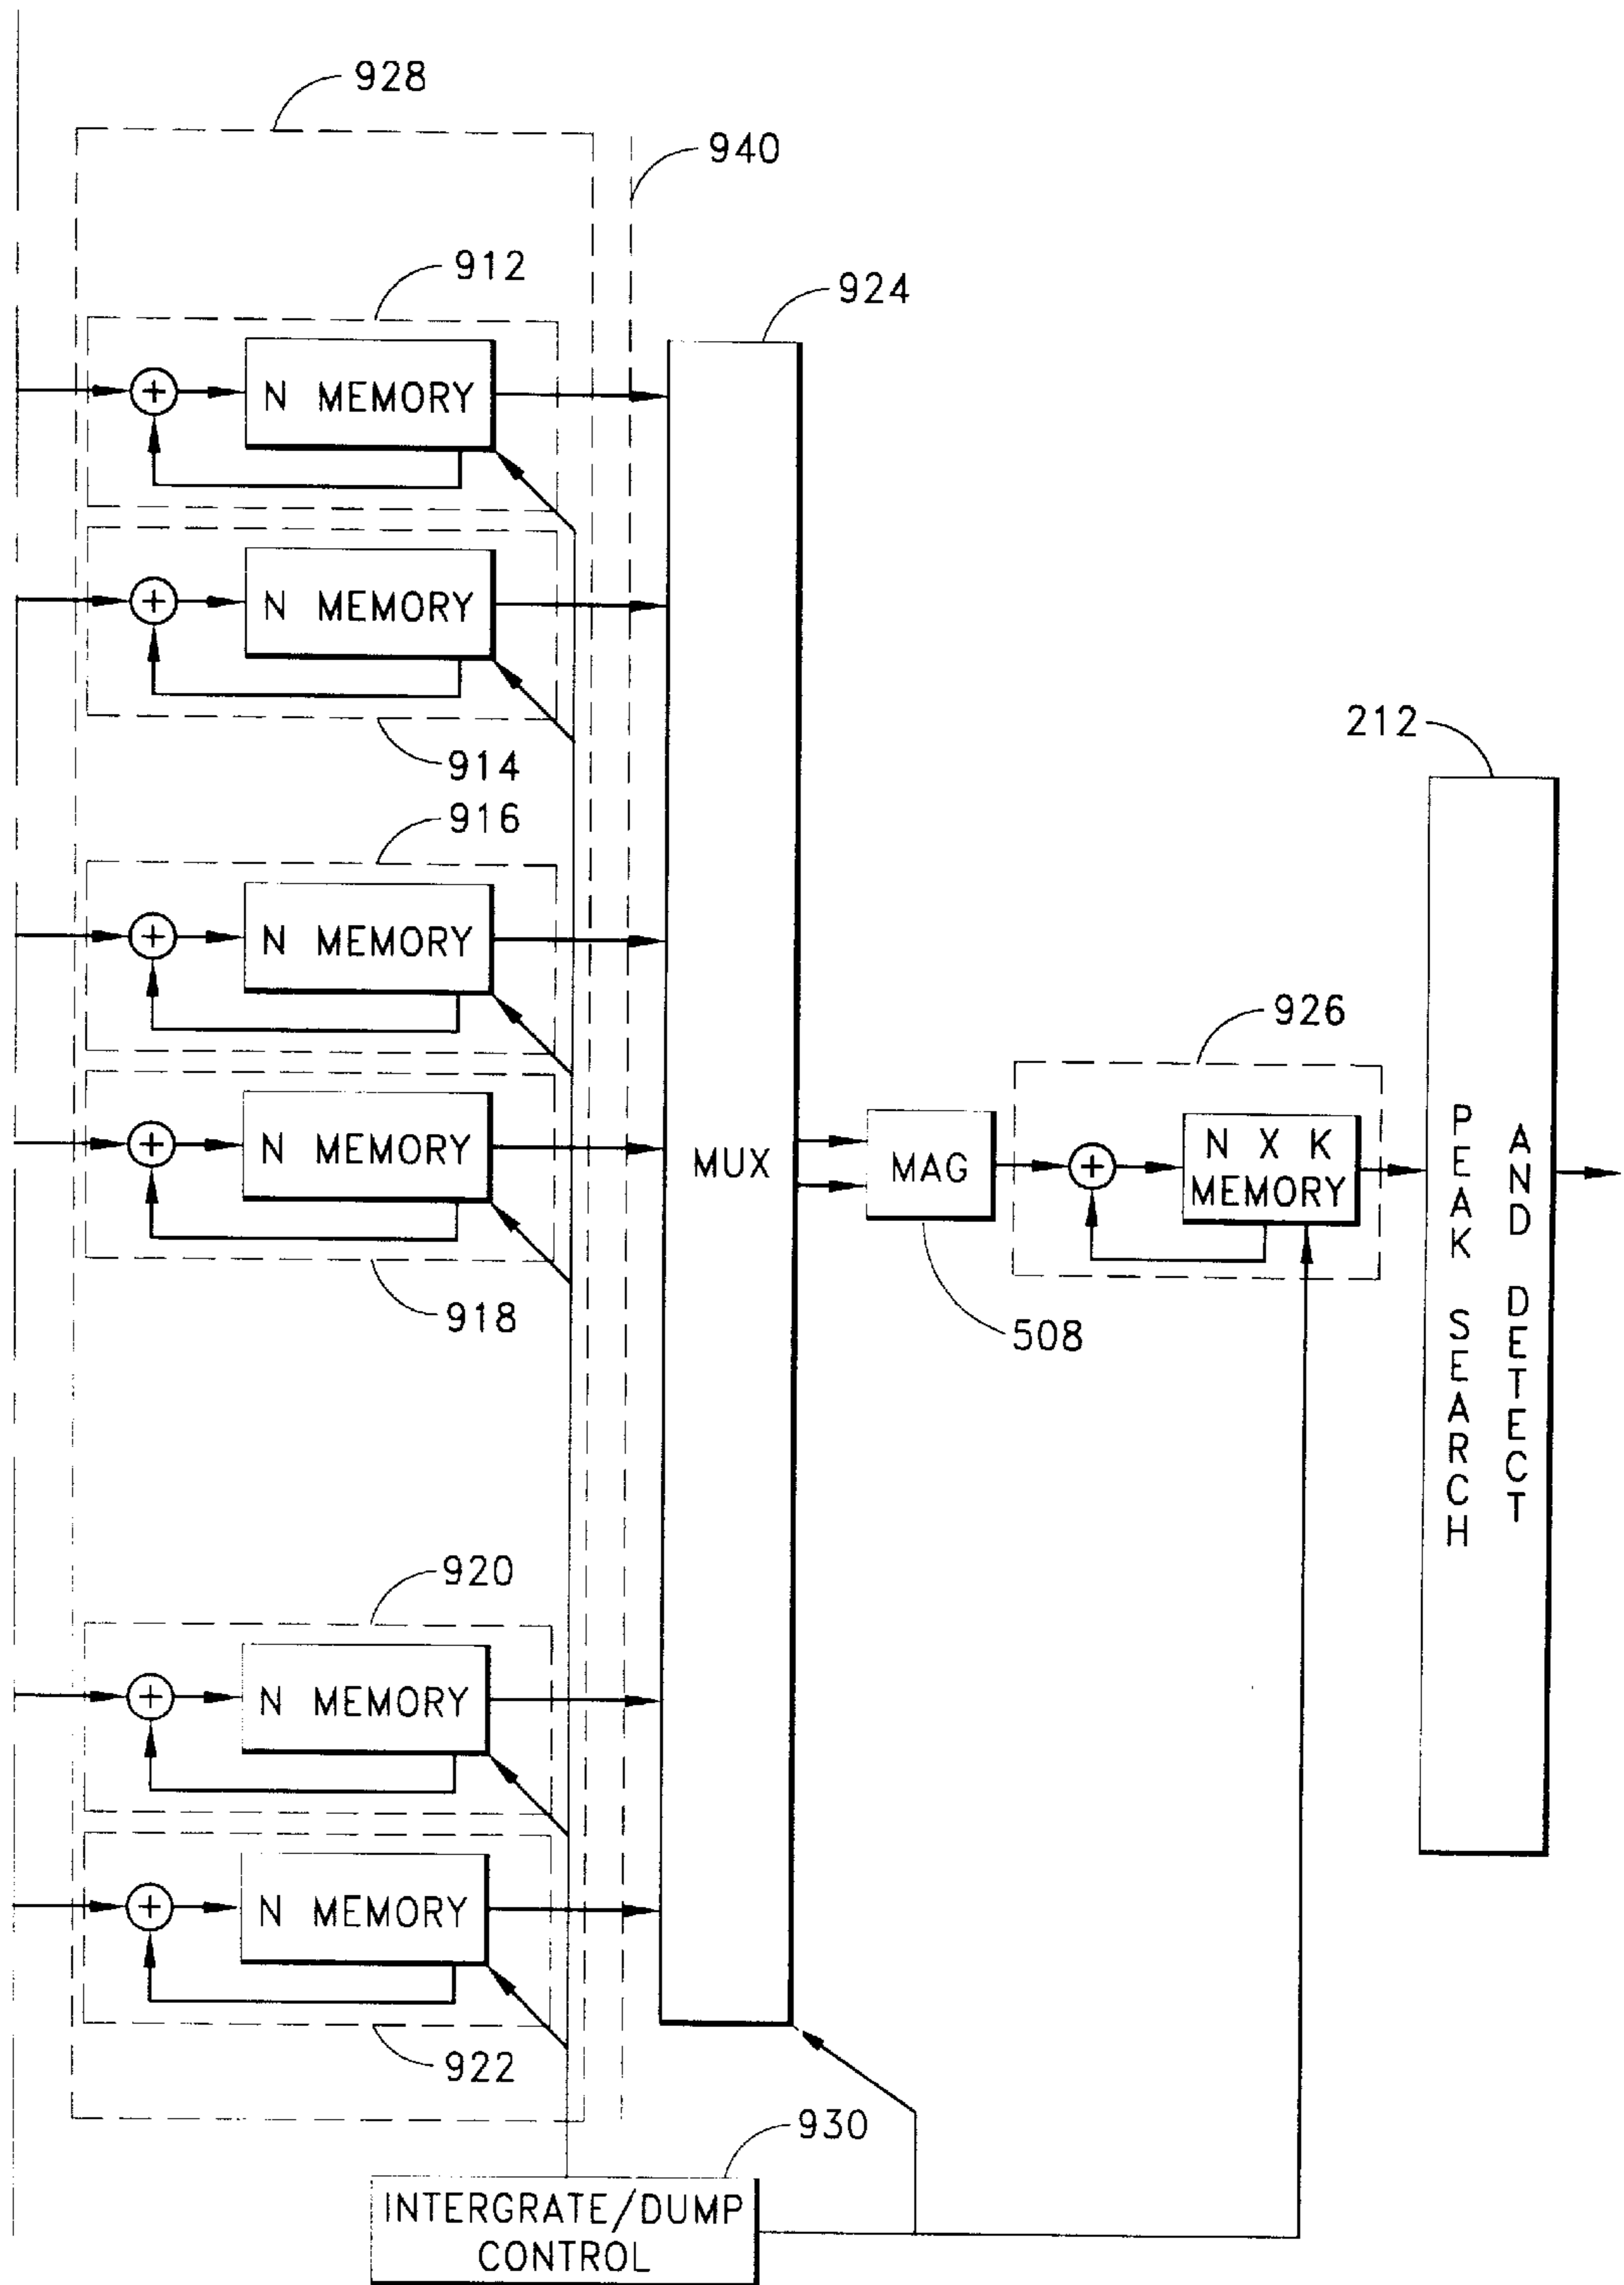 928
940
912
924
N MEMORY
N MEMORY
914
212
916
N MEMORY
926
N MEMORY
MUX
MAG
N X K
MEMORY
918
508
PEAK SEARCH
AND DETECT
920
N MEMORY
N MEMORY
922
930
INTERGRATE/DUMP
CONTROL